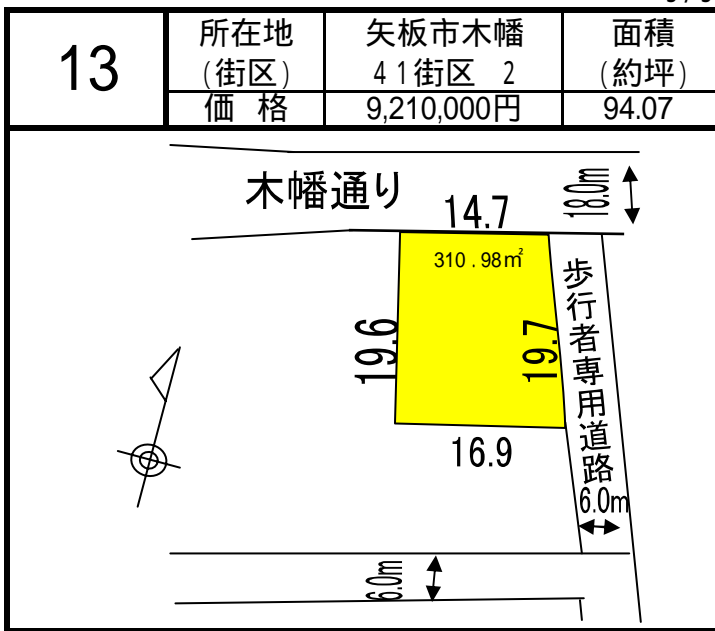 13
所在地
(街区)
矢板市木幡
41街区 2
面積
(約坪)
価 格
9,210,000円
94.07
木幡通り
18.0m
14.7
310.98㎡
19.6
19.7
歩行者専用道路
16.9
6.0m
6.0m